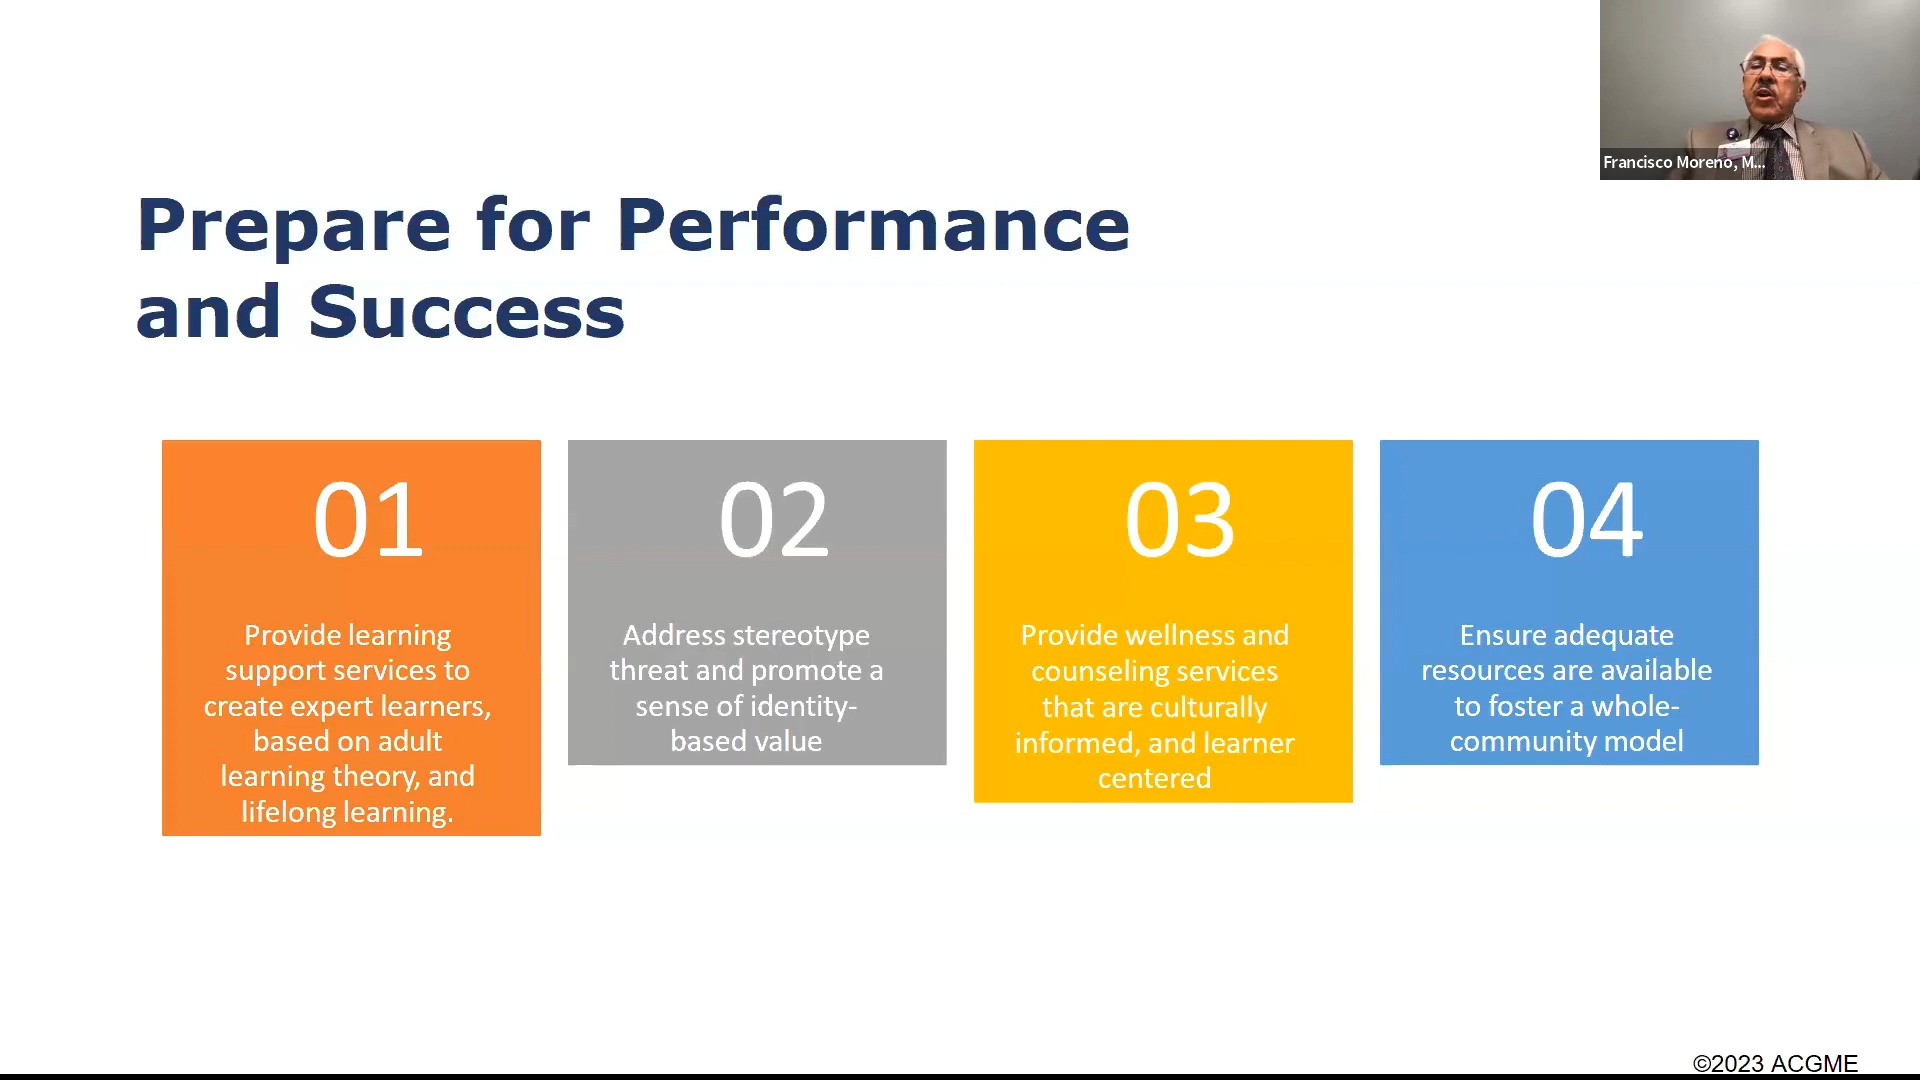 Francisco Moreno, M...
Prepare for Performance
and Success
01
Provide learning
support services to
create expert learners,
based on adult
learning theory, and
lifelong learning.
02
Address stereotype
threat and promote a
sense of identity-
based value
03
Provide wellness and
counseling services
that are culturally
informed, and learner
centered
04
Ensure adequate
resources are available
to foster a whole-
community model
©2023 ACGME